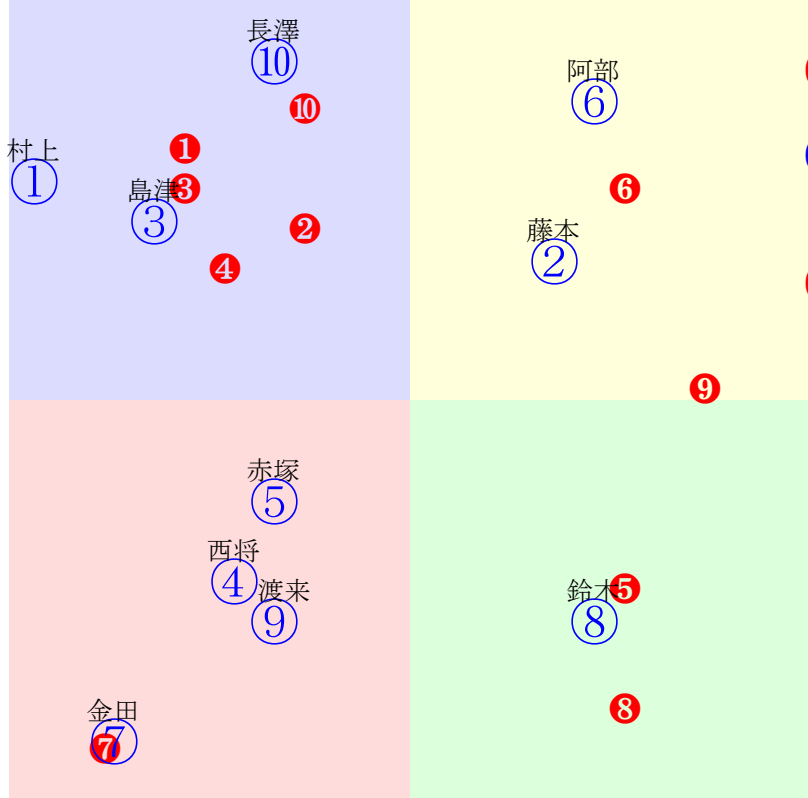 長澤
⑩
❿
阿部
⑥
村上
①
❶
島津
③
❸
❻
藤本
②
❷
❹
❾
赤塚
⑤
西将
④
渡来
⑨
鈴木
⑧
❺
❽
金田
⑦
❼